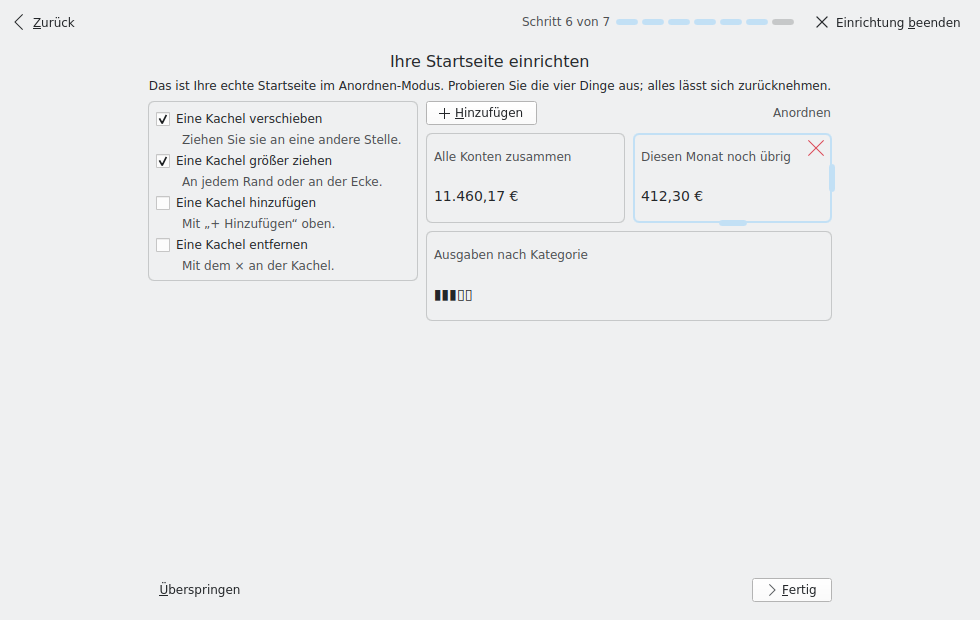 Zurück
Schritt 6 von 7
Einrichtung beenden
Ihre Startseite einrichten
Das ist Ihre echte Startseite im Anordnen-Modus. Probieren Sie die vier Dinge aus; alles lässt sich zurücknehmen.
Eine Kachel verschieben
Ziehen Sie sie an eine andere Stelle.
Eine Kachel größer ziehen
An jedem Rand oder an der Ecke.
Eine Kachel hinzufügen
Mit „+ Hinzufügen“ oben.
Eine Kachel entfernen
Mit dem × an der Kachel.
Hinzufügen
Anordnen
Alle Konten zusammen
11.460,17 €
Diesen Monat noch übrig
412,30 €
Ausgaben nach Kategorie
▮▮▮▯▯
Überspringen
Fertig